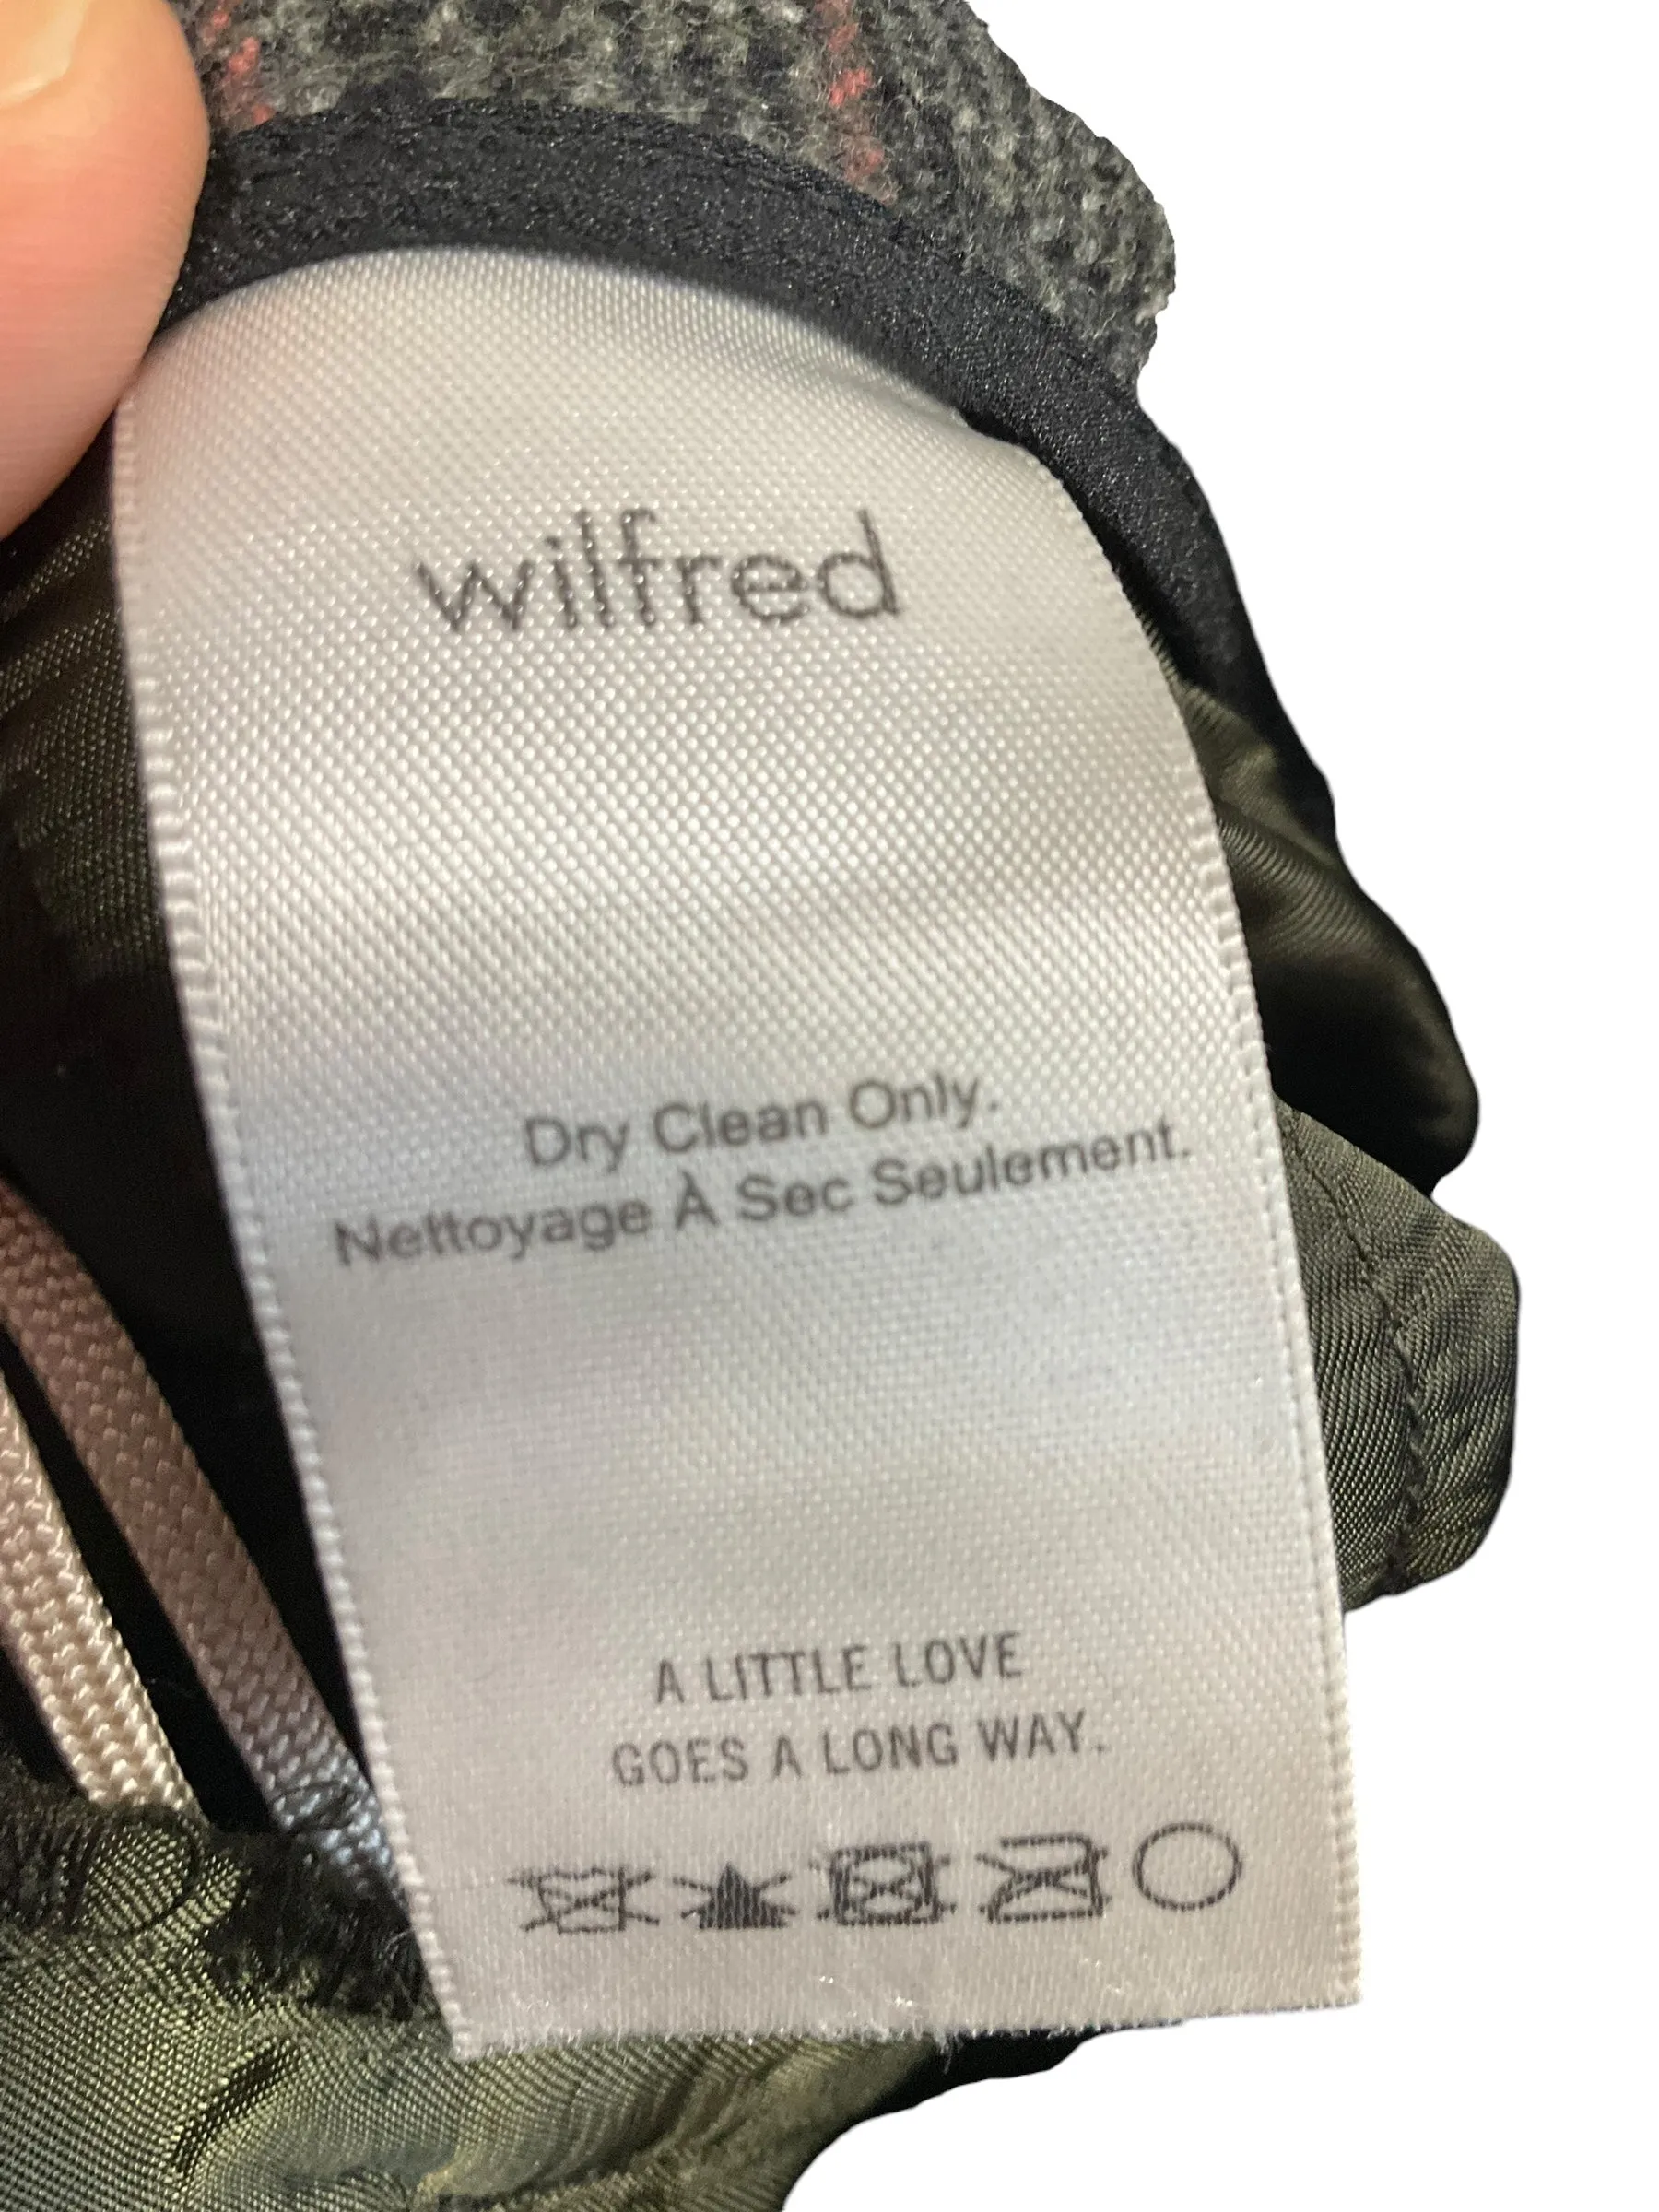 wilfred
Dry Clean Only.
Nettoyage À Sec Seulement.
A LITTLE LOVE
GOES A LONG WAY.